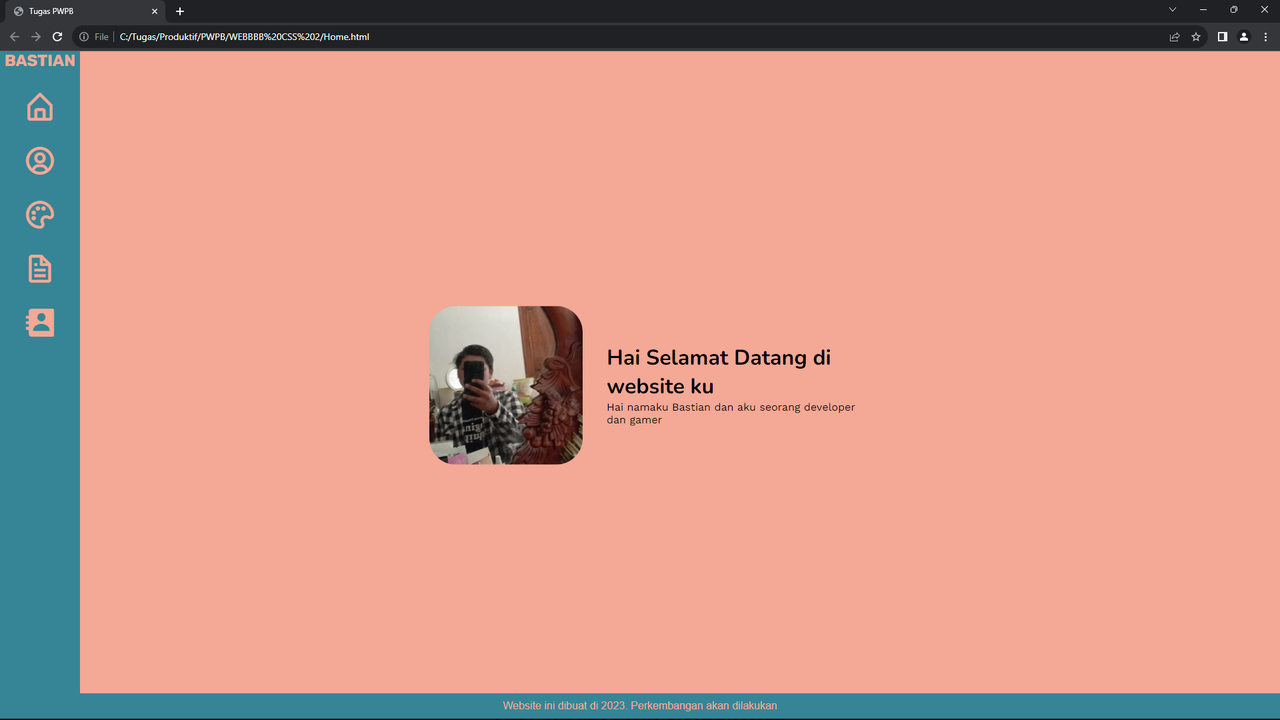 Tugas PWPB
File
C:/Tugas/Produktif/PWPB/WEBBBB%20CSS%202/Home.html
BASTIAN
Hai Selamat Datang di
website ku
Hai namaku Bastian dan aku seorang developer
dan gamer
Website ini dibuat di 2023. Perkembangan akan dilakukan